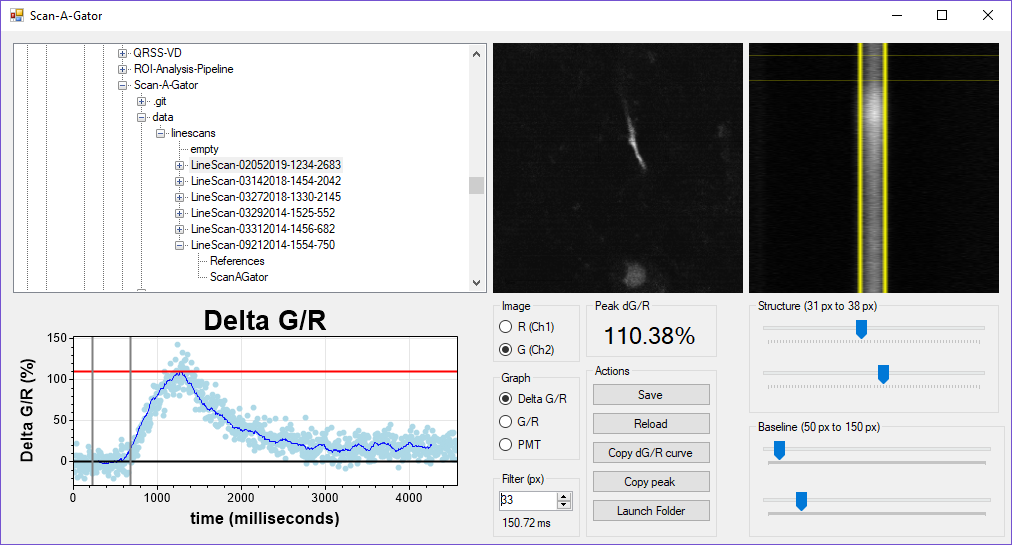 Scan-A-Gator
QRSS-VD
ROI-Analysis-Pipeline
Scan-A-Gator
.git
data
linescans
empty
LineScan-02052019-1234-2683
LineScan-03142018-1454-2042
LineScan-03272018-1330-2145
LineScan-03292014-1525-552
LineScan-03312014-1456-682
LineScan-09212014-1554-750
References
ScanAGator
Delta G/R
150
100
50
0
Delta G/R (%)
0 1000 2000 3000 4000
time (milliseconds)
Image
R (Ch1)
G (Ch2)
Graph
Delta G/R
G/R
PMT
Filter (px)
33
150.72 ms
Peak dG/R
110.38%
Actions
Save
Reload
Copy dG/R curve
Copy peak
Launch Folder
Structure (31 px to 38 px)
Baseline (50 px to 150 px)